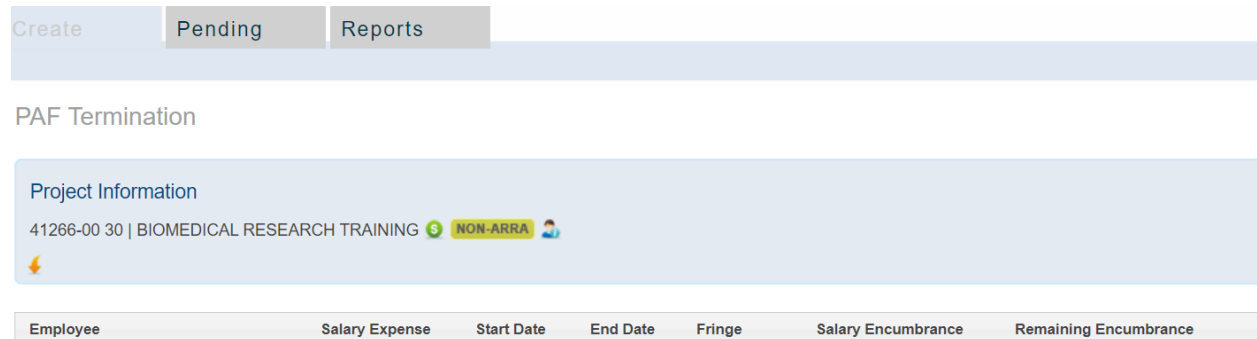 Create Pending Reports
PAF Termination
Project Information
41266-00 30 | BIOMEDICAL RESEARCH TRAINING S NON-ARRA
Employee Salary Expense Start Date End Date Fringe Salary Encumbrance Remaining Encumbrance